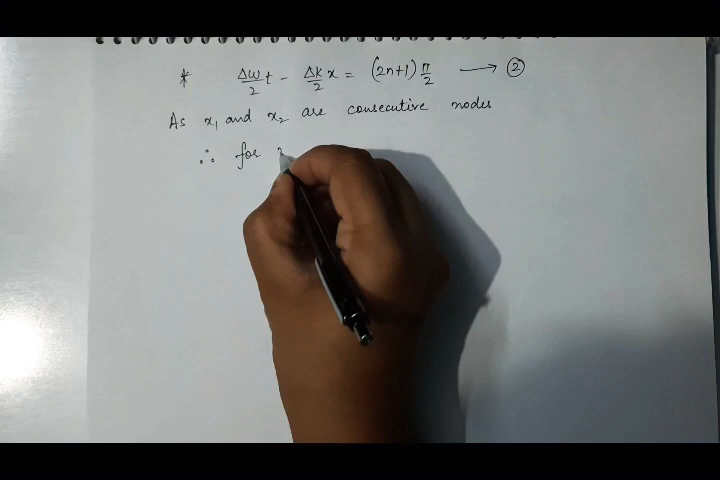 * Δω/2 t - Δk/2 x = (2n+1) π/2 → ②
As x₁ and x₂ are consecutive nodes
∴ for